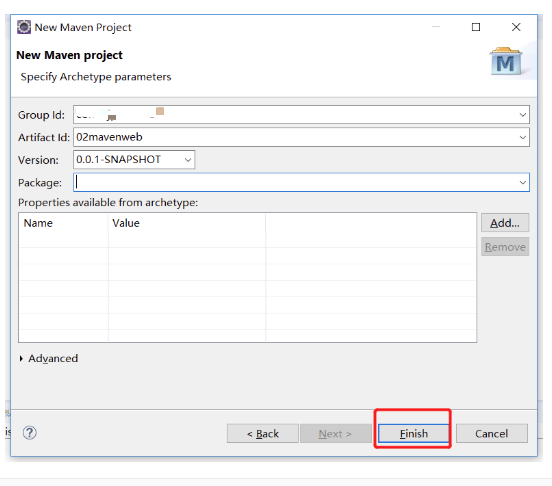 New Maven Project
New Maven project
Specify Archetype parameters
M
Group Id:
Artifact Id: 02mavenweb
Version: 0.0.1-SNAPSHOT
Package:
Properties available from archetype:
Name Value
Add...
Remove
Advanced
? < Back Next > Finish Cancel